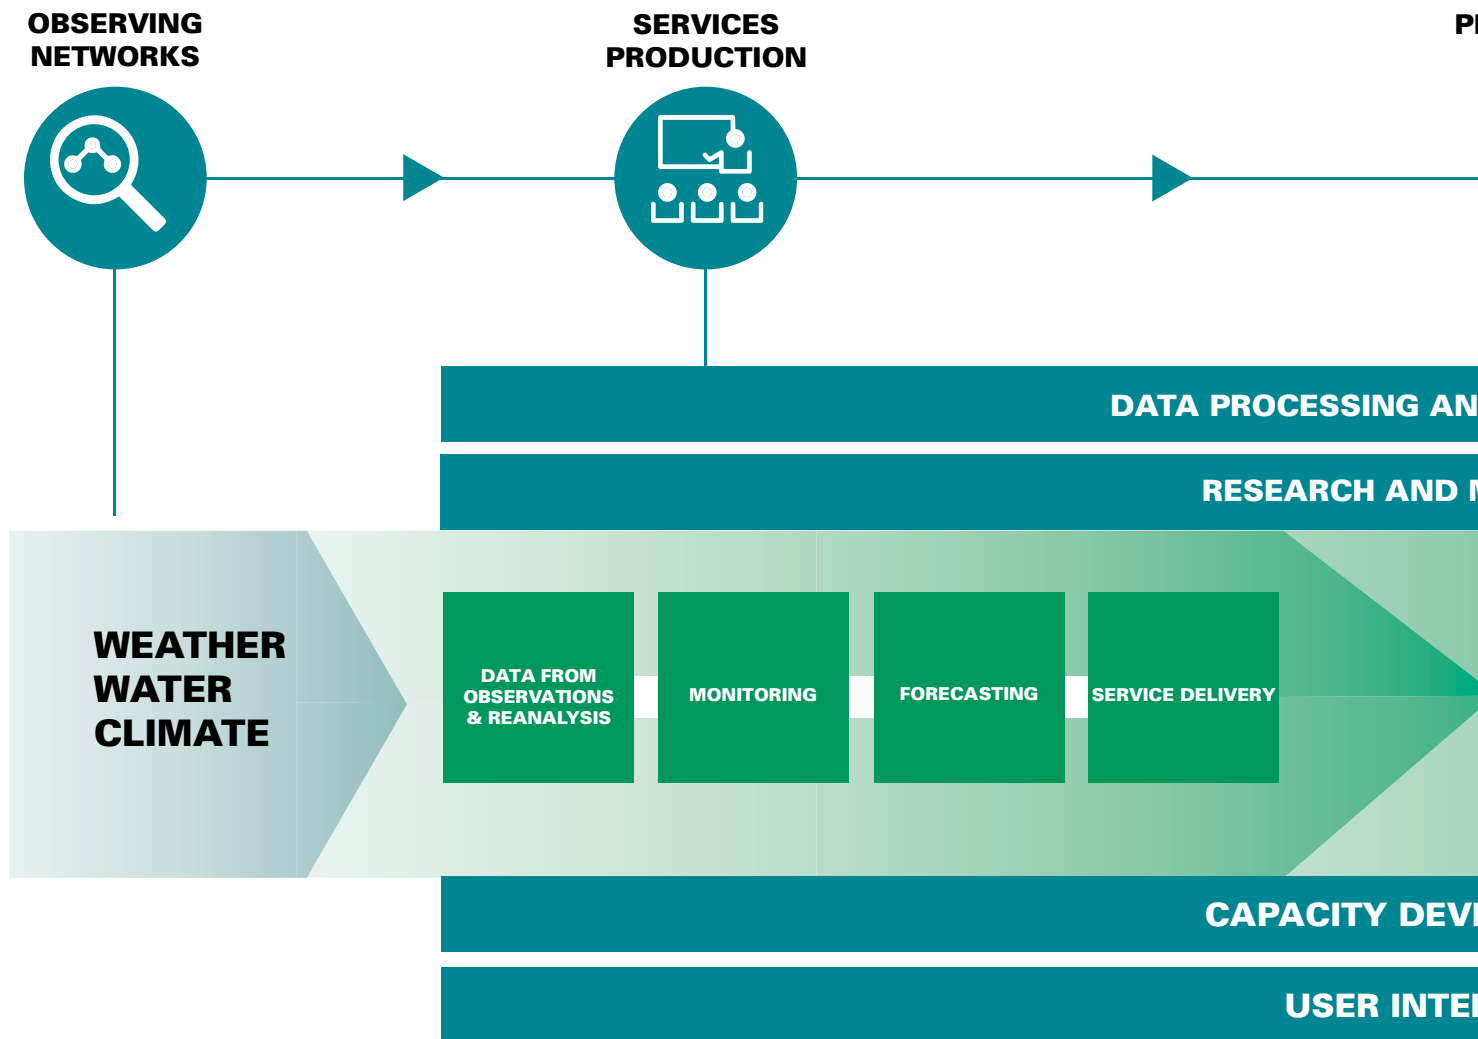 OBSERVING
NETWORKS
SERVICES
PRODUCTION
DATA PROCESSING AN
RESEARCH AND
WEATHER
WATER
CLIMATE
DATA FROM
OBSERVATIONS
& REANALYSIS
MONITORING
FORECASTING
SERVICE DELIVERY
CAPACITY DEV
USER INTE